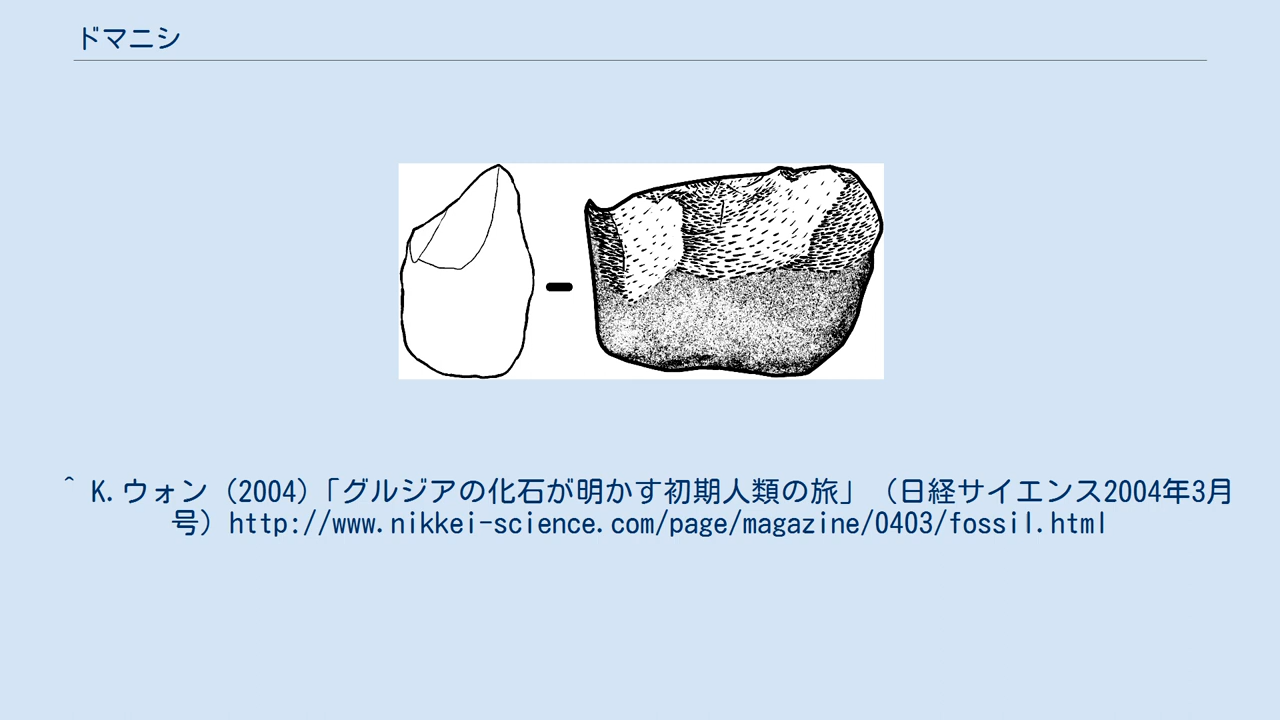 ドマニシ
^ K.ウォン（2004）「グルジアの化石が明かす初期人類の旅」（日経サイエンス2004年3月
号）http://www.nikkei-science.com/page/magazine/0403/fossil.html